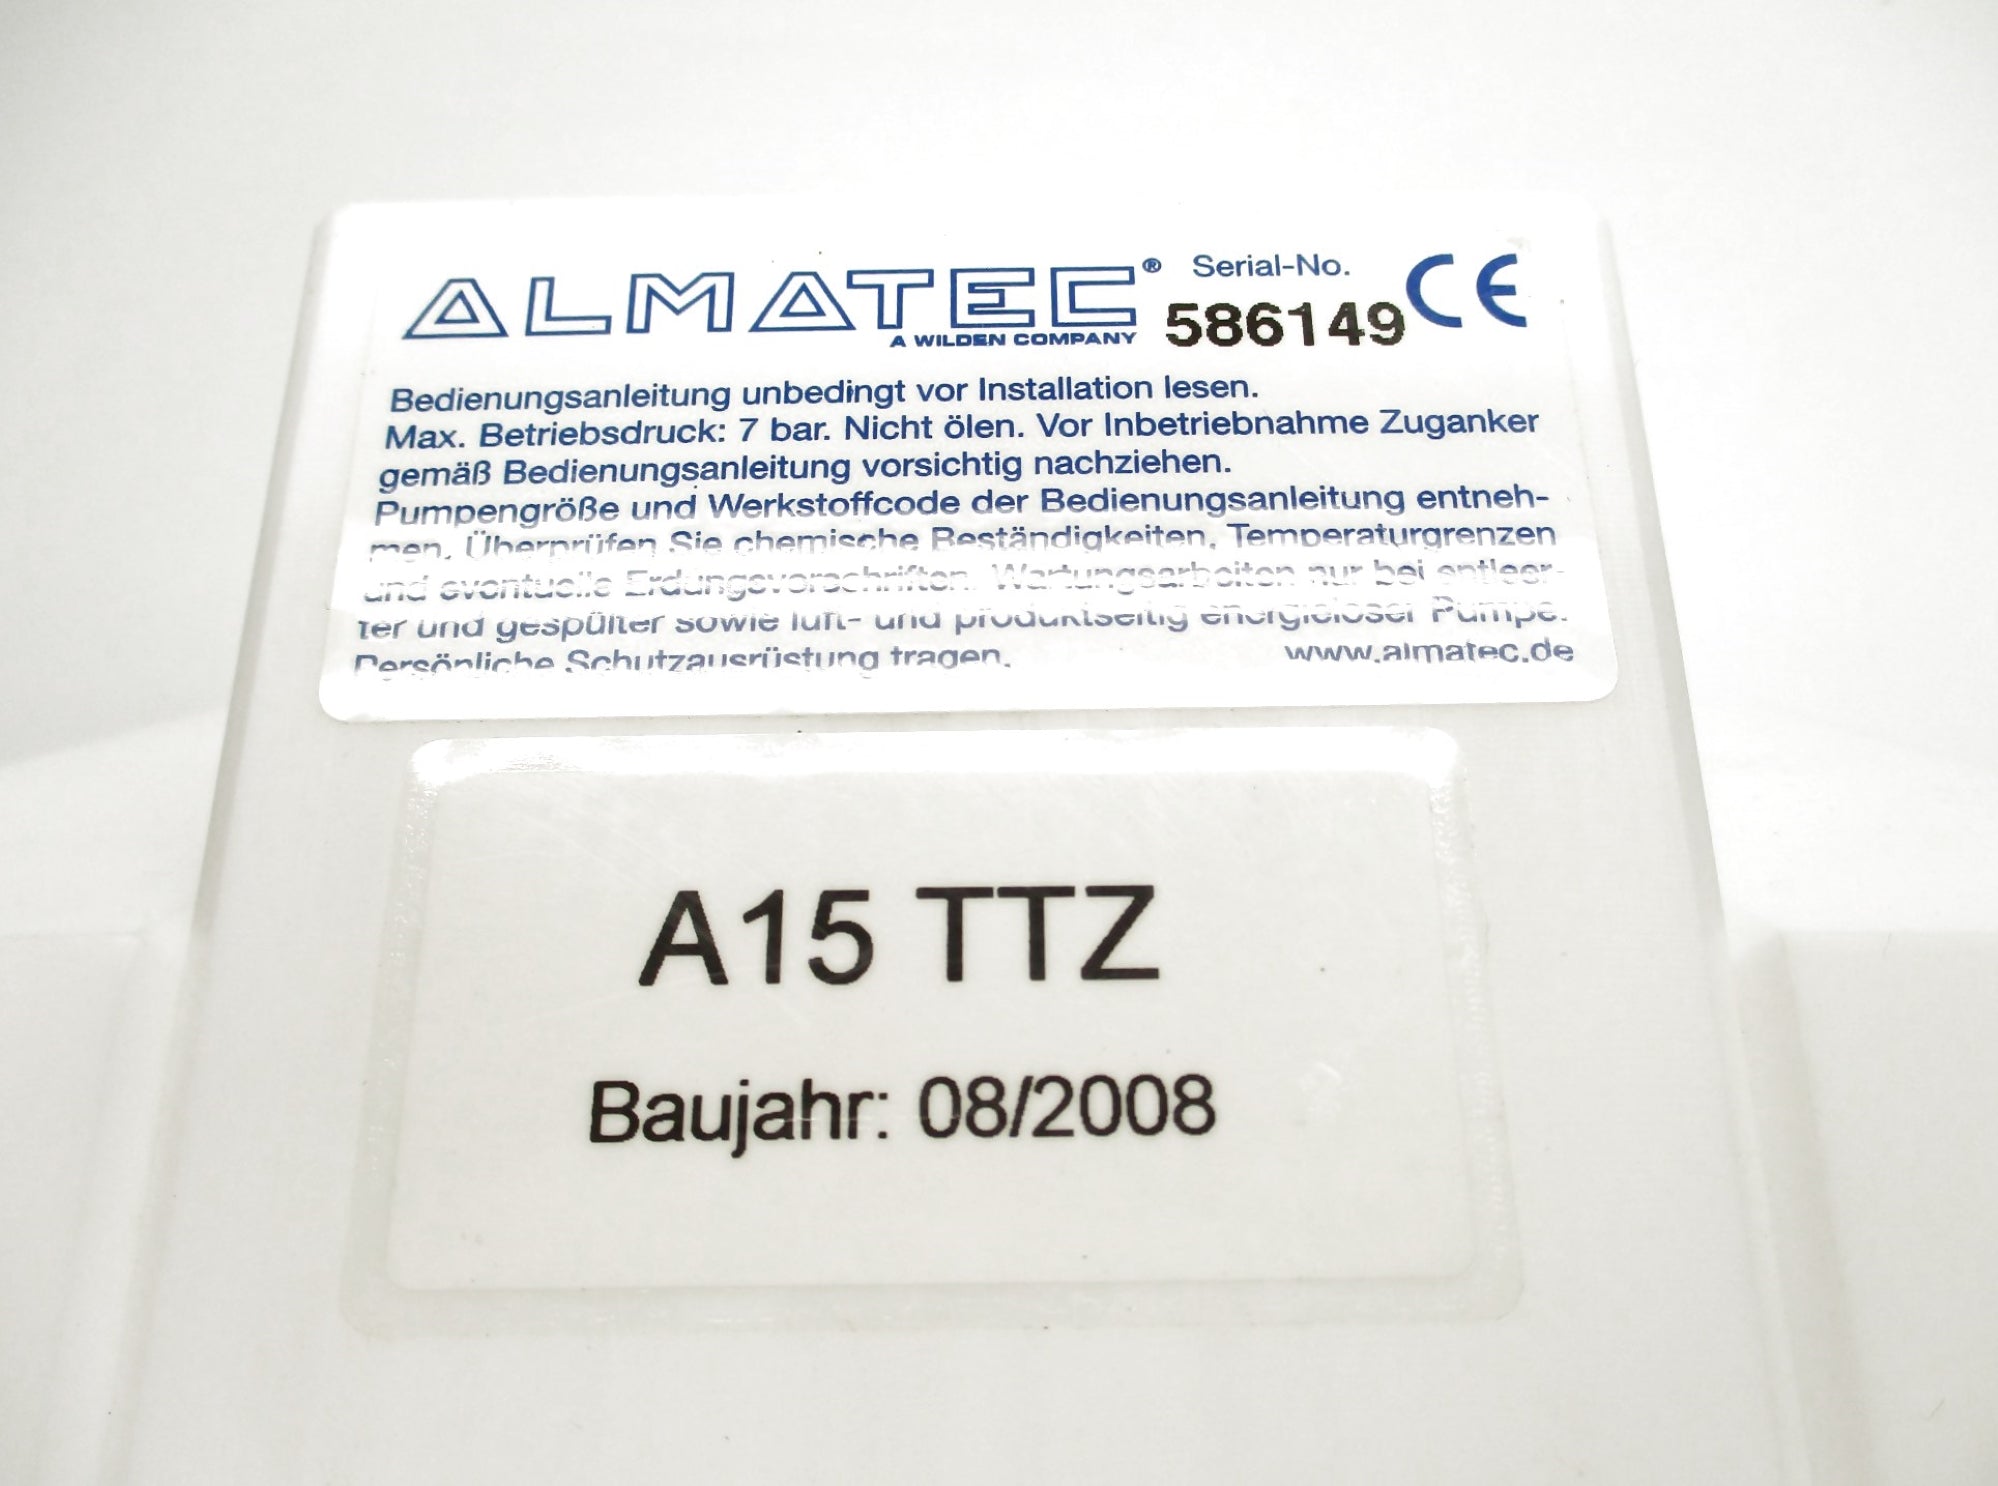 ALMATEC® Serial-No. CE
A WILDEN COMPANY 586149
Bedienungsanleitung unbedingt vor Installation lesen.
Max. Betriebsdruck: 7 bar. Nicht ölen. Vor Inbetriebnahme Zuganker
gemäß Bedienungsanleitung vorsichtig nachziehen.
Pumpengröße und Werkstoffcode der Bedienungsanleitung entneh-
men. Überprüfen Sie chemische Beständigkeiten, Temperaturgrenzen
und eventuelle Erdungsvorschriften. Wartungsarbeiten nur bei entleer-
ter und gespülter sowie luft- und produktseitig energieloser Pumpe.
Persönliche Schutzausrüstung tragen. www.almatec.de
A15 TTZ
Baujahr: 08/2008